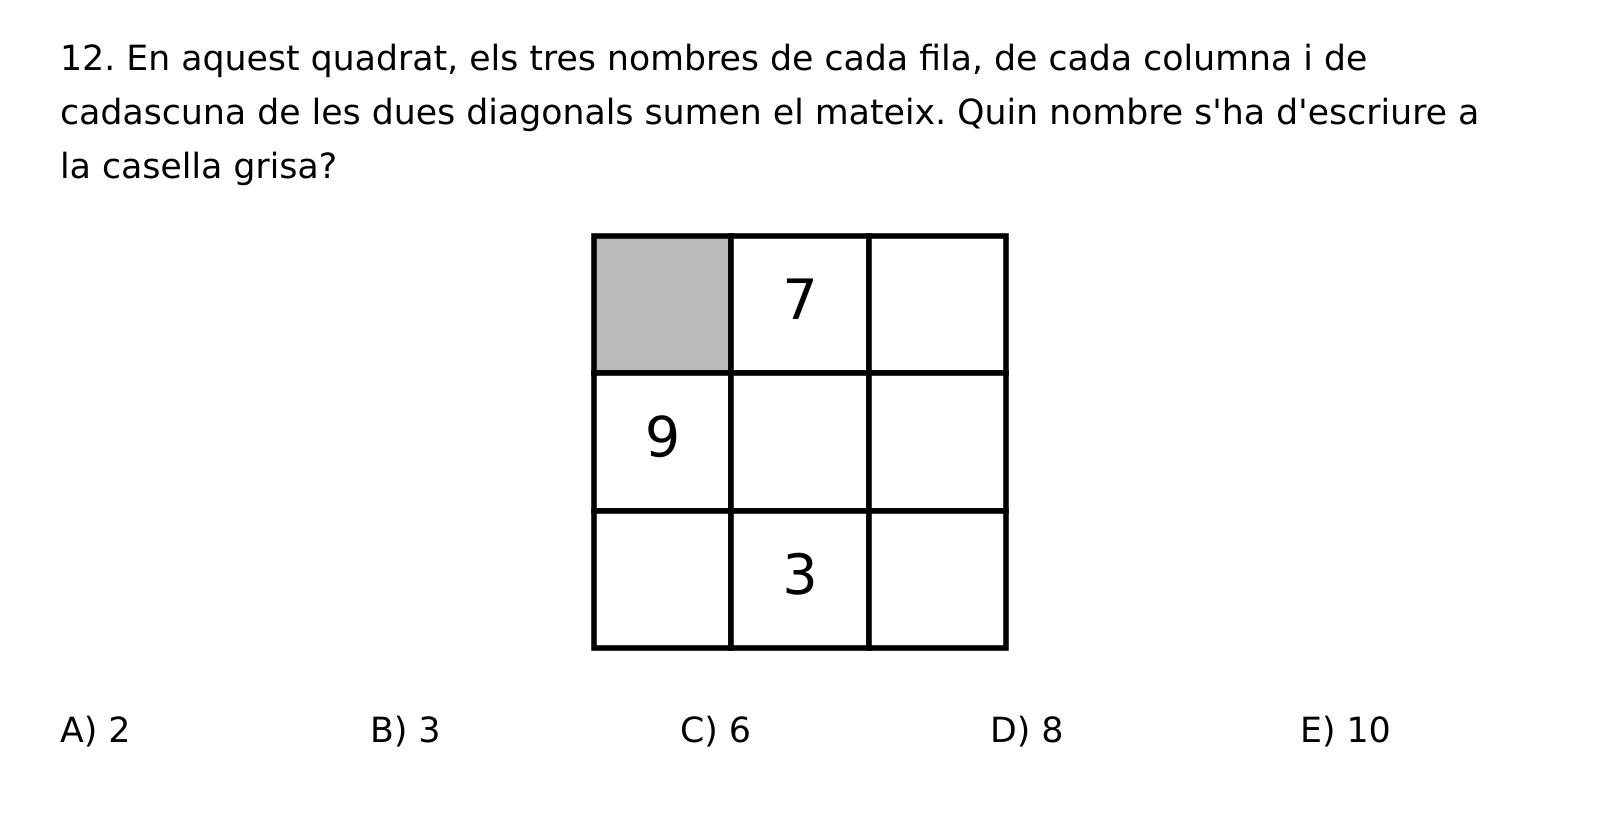 12. En aquest quadrat, els tres nombres de cada fila, de cada columna i de
cadascuna de les dues diagonals sumen el mateix. Quin nombre s'ha d'escriure a
la casella grisa?
7
9
3
A) 2 B) 3 C) 6 D) 8 E) 10